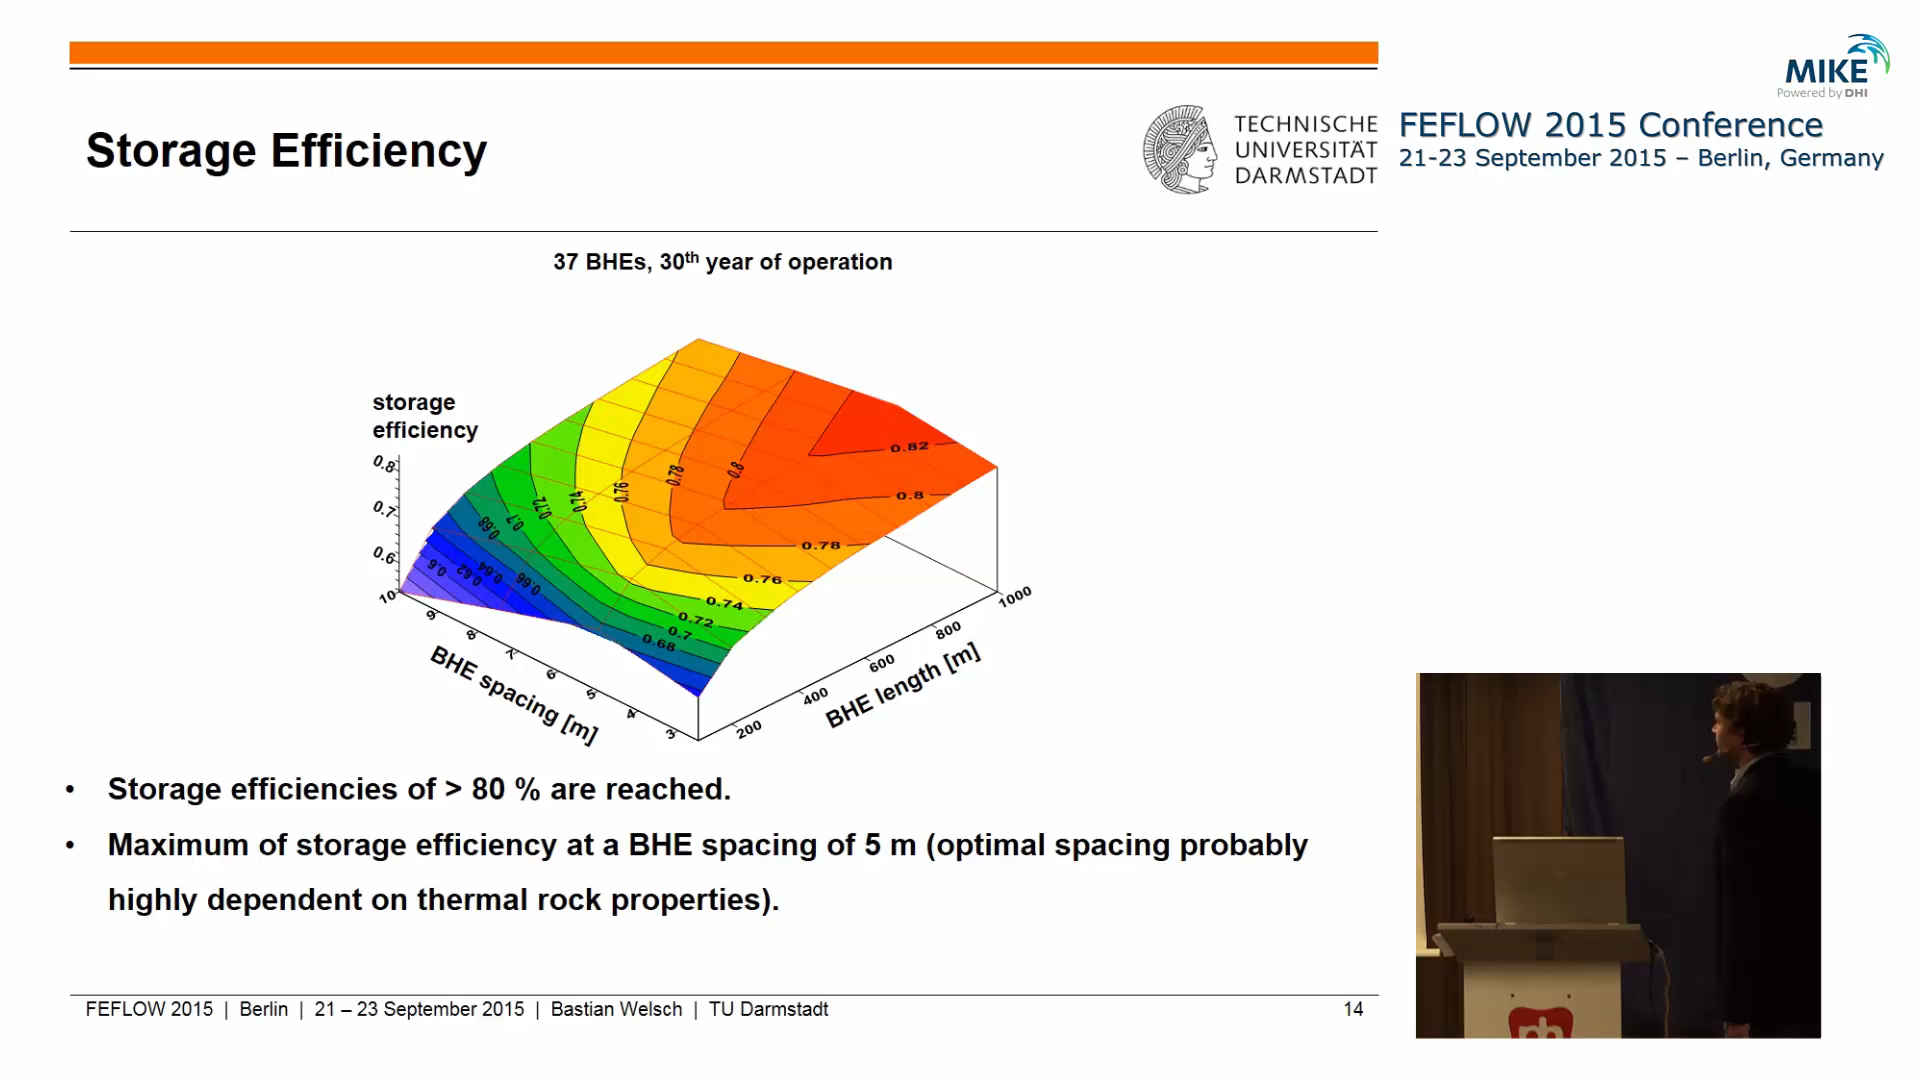 MIKE
Powered by DHI
Storage Efficiency
TECHNISCHE
UNIVERSITÄT
DARMSTADT
FEFLOW 2015 Conference
21-23 September 2015 – Berlin, Germany
37 BHEs, 30th year of operation
storage
efficiency
0.8
0.7
0.6
10
9
8
7
6
5
4
3
BHE spacing [m]
200
400
600
800
1000
BHE length [m]
0.6
0.62
0.64
0.66
0.68
0.7
0.72
0.74
0.76
0.78
0.8
0.82
0.8
0.78
0.76
0.74
0.72
0.7
0.68
• Storage efficiencies of > 80 % are reached.
• Maximum of storage efficiency at a BHE spacing of 5 m (optimal spacing probably
highly dependent on thermal rock properties).
FEFLOW 2015 | Berlin | 21 – 23 September 2015 | Bastian Welsch | TU Darmstadt
14